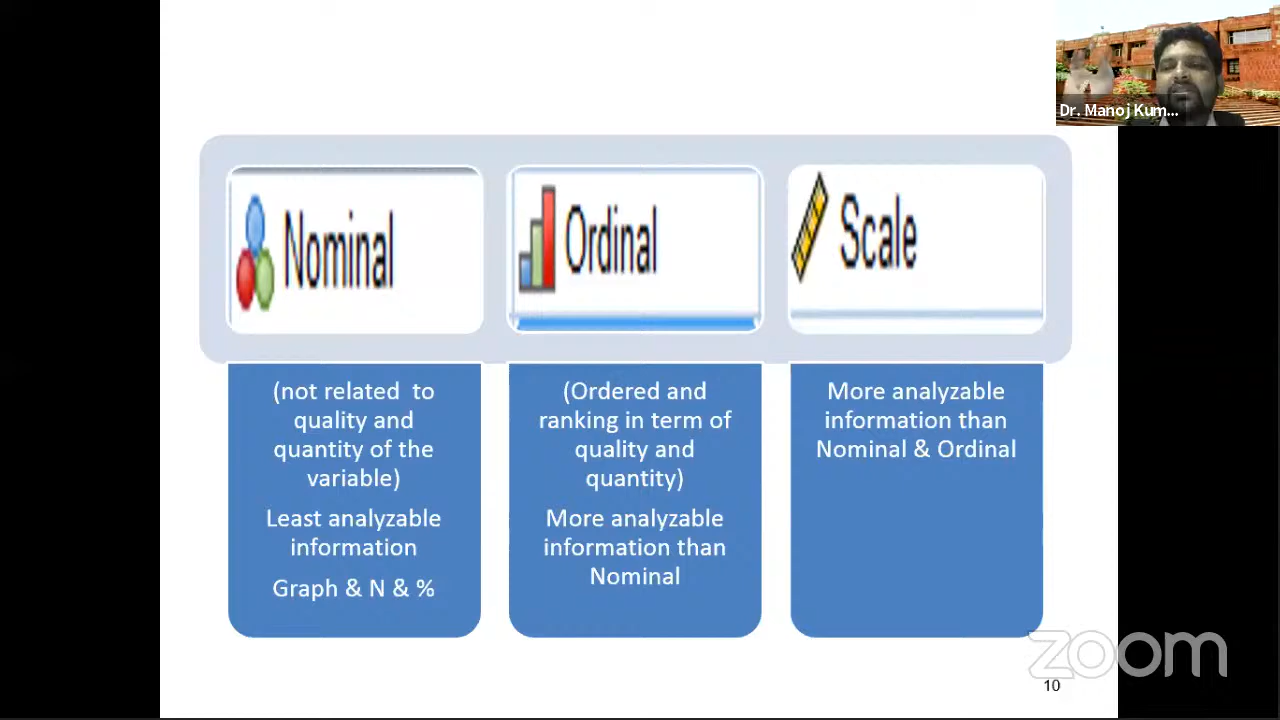 Dr. Manoj Kum...
Nominal
Ordinal
Scale
(not related to
quality and
quantity of the
variable)
Least analyzable
information
Graph & N & %
(Ordered and
ranking in term of
quality and
quantity)
More analyzable
information than
Nominal
More analyzable
information than
Nominal & Ordinal
zoom
10